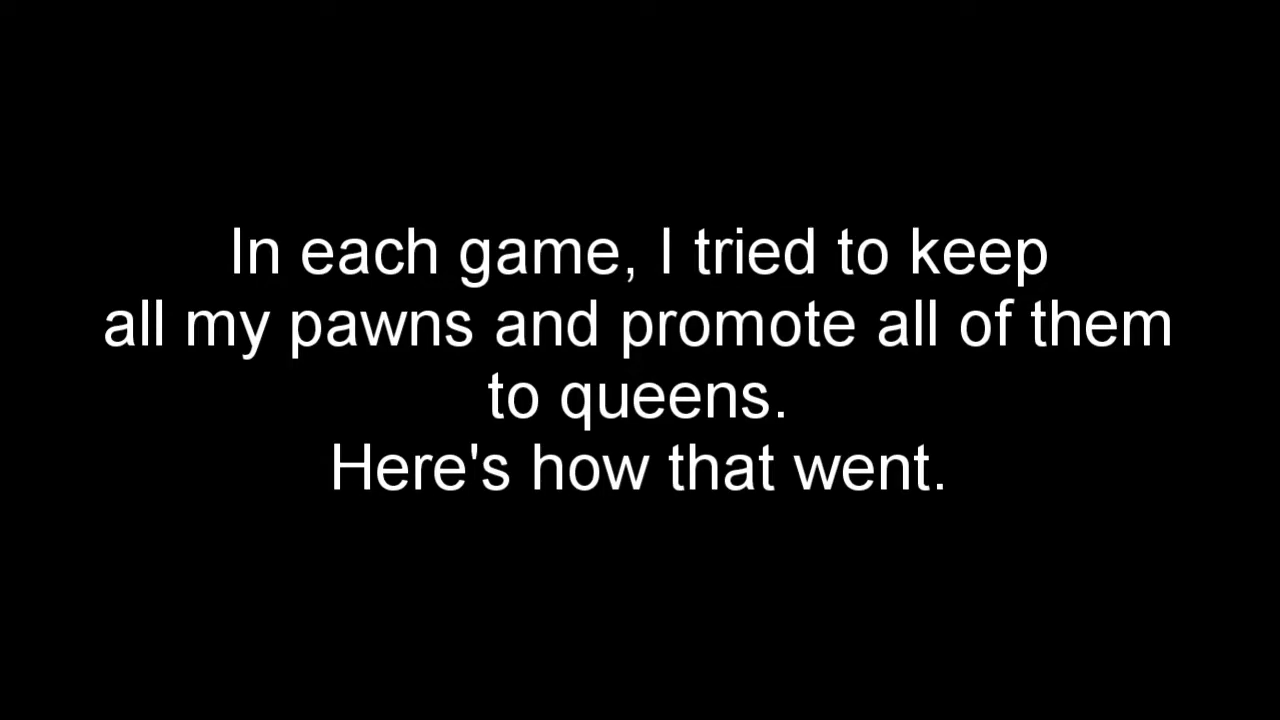 In each game, I tried to keep
all my pawns and promote all of them
to queens.
Here's how that went.